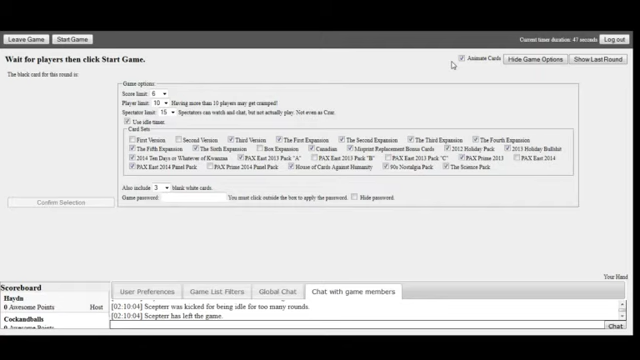 Leave Game Start Game Current timer duration: 47 seconds Log out
Wait for players then click Start Game. Animate Cards Hide Game Options Show Last Round
The black card for this round is:
Game options:
Score limit: 6
Player limit: 10 Having more than 10 players may get cramped!
Spectator limit: 15 Spectators can watch and chat, but not actually play. Not even as Czar.
Use idle timer.
Card Sets
First Version Second Version Third Version The First Expansion The Second Expansion The Third Expansion The Fourth Expansion
The Fifth Expansion The Sixth Expansion Box Expansion Canadian Misprint Replacement Bonus Cards 2012 Holiday Pack 2013 Holiday Bullshit
2014 Ten Days or Whatever of Kwanzaa PAX East 2013 Pack "A" PAX East 2013 Pack "B" PAX East 2013 Pack "C" PAX Prime 2013 PAX East 2014
PAX East 2014 Panel Pack PAX Prime 2014 Panel Pack House of Cards Against Humanity 90s Nostalgia Pack The Science Pack
Also include 3 blank white cards.
Game password: You must click outside the box to apply the password. Hide password.
Confirm Selection
Your Hand
Scoreboard User Preferences Game List Filters Global Chat Chat with game members
Haydn
0 Awesome Points Host
Cockandballs
0 Awesome Points
[02:10:04] Scepterr was kicked for being idle for too many rounds.
[02:10:04] Scepterr has left the game.
Chat